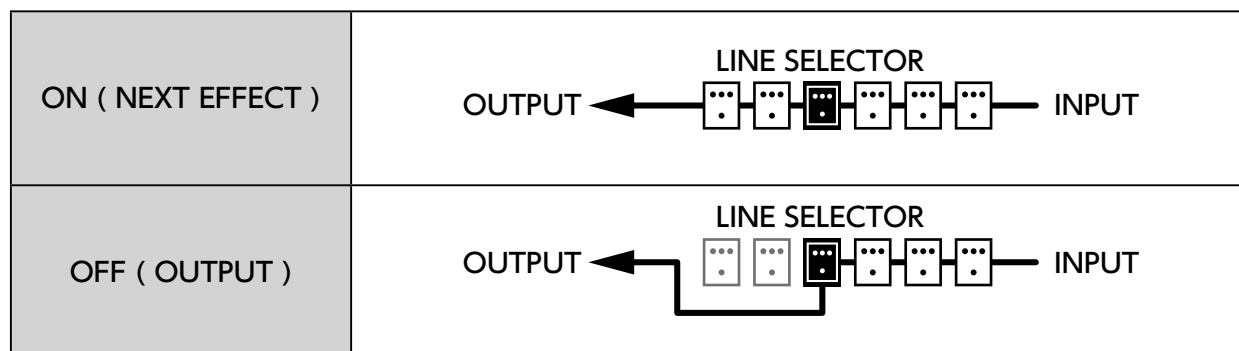 ON ( NEXT EFFECT )
LINE SELECTOR
OUTPUT
INPUT
OFF ( OUTPUT )
LINE SELECTOR
OUTPUT
INPUT